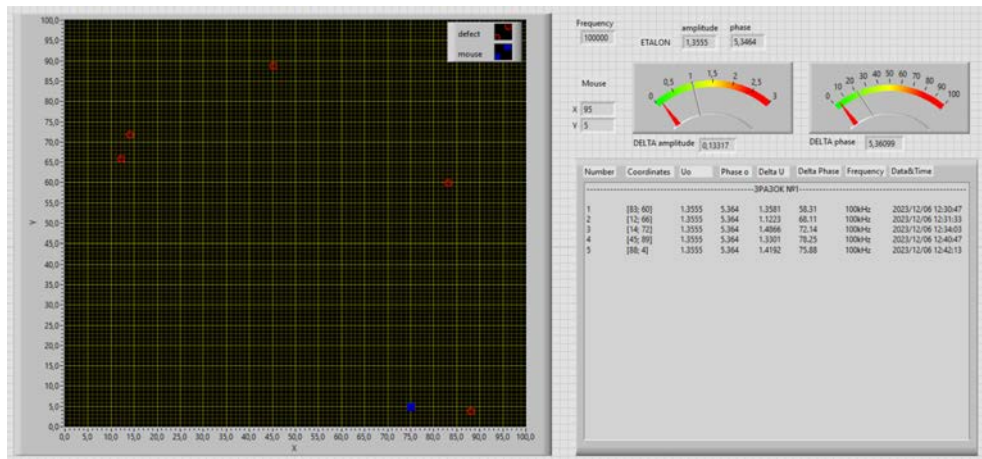 100,0
95,0
90,0
85,0
80,0
75,0
70,0
65,0
60,0
55,0
50,0
45,0
40,0
35,0
30,0
25,0
20,0
15,0
10,0
5,0
0,0
Y
0,0 5,0 10,0 15,0 20,0 25,0 30,0 35,0 40,0 45,0 50,0 55,0 60,0 65,0 70,0 75,0 80,0 85,0 90,0 95,0 100,0
X
defect
mouse
Frequency
100000
amplitude phase
ETALON 1,3555 5,3464
Mouse
X 95
Y 5
0 0,5 1 1,5 2 2,5 3
DELTA amplitude 0,13317
0 10 20 30 40 50 60 70 80 90 100
DELTA phase 5,36099
Number Coordinates Uo Phase o Delta U Delta Phase Frequency Data&Time
ЗРАЗОК №1
1 [83; 60] 1.3555 5.364 1.3581 58.31 100kHz 2023/12/06 12:30:47
2 [12; 66] 1.3555 5.364 1.1223 68.11 100kHz 2023/12/06 12:31:33
3 [14; 72] 1.3555 5.364 1.4866 72.14 100kHz 2023/12/06 12:34:03
4 [45; 89] 1.3555 5.364 1.3301 78.25 100kHz 2023/12/06 12:40:47
5 [88; 4] 1.3555 5.364 1.4192 75.88 100kHz 2023/12/06 12:42:13